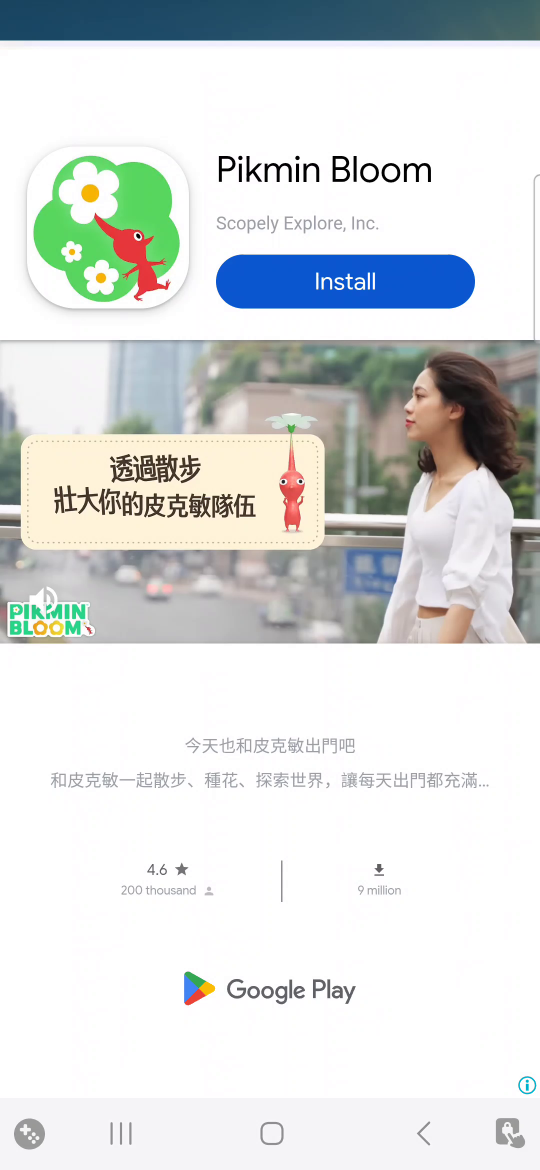 Pikmin Bloom
Scopely Explore, Inc.
Install
透過散步
壯大你的皮克敏隊伍
PIKMIN
BLOOM
今天也和皮克敏出門吧
和皮克敏一起散步、種花、探索世界，讓每天出門都充滿...
4.6 ★
200 thousand
9 million
Google Play